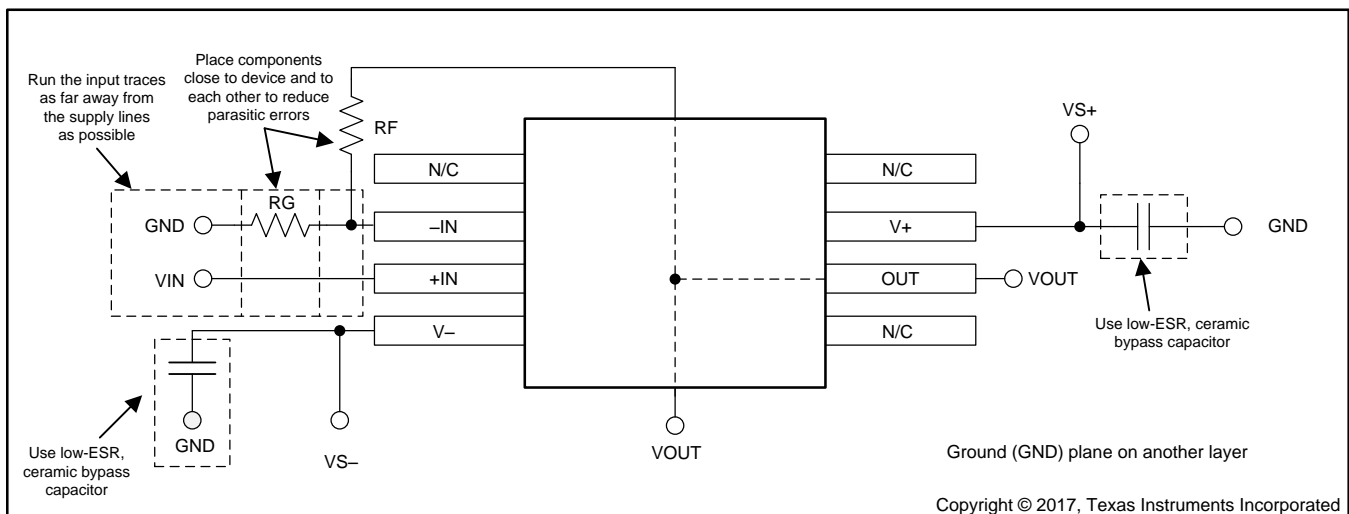 Place components
close to device and to
each other to reduce
parasitic errors
Run the input traces
as far away from
the supply lines
as possible
RF
VS+
N/C
N/C
RG
GND
–IN
V+
GND
VIN
+IN
OUT
VOUT
V–
N/C
Use low-ESR, ceramic
bypass capacitor
GND
Use low-ESR,
ceramic bypass
capacitor
VS–
VOUT
Ground (GND) plane on another layer
Copyright © 2017, Texas Instruments Incorporated